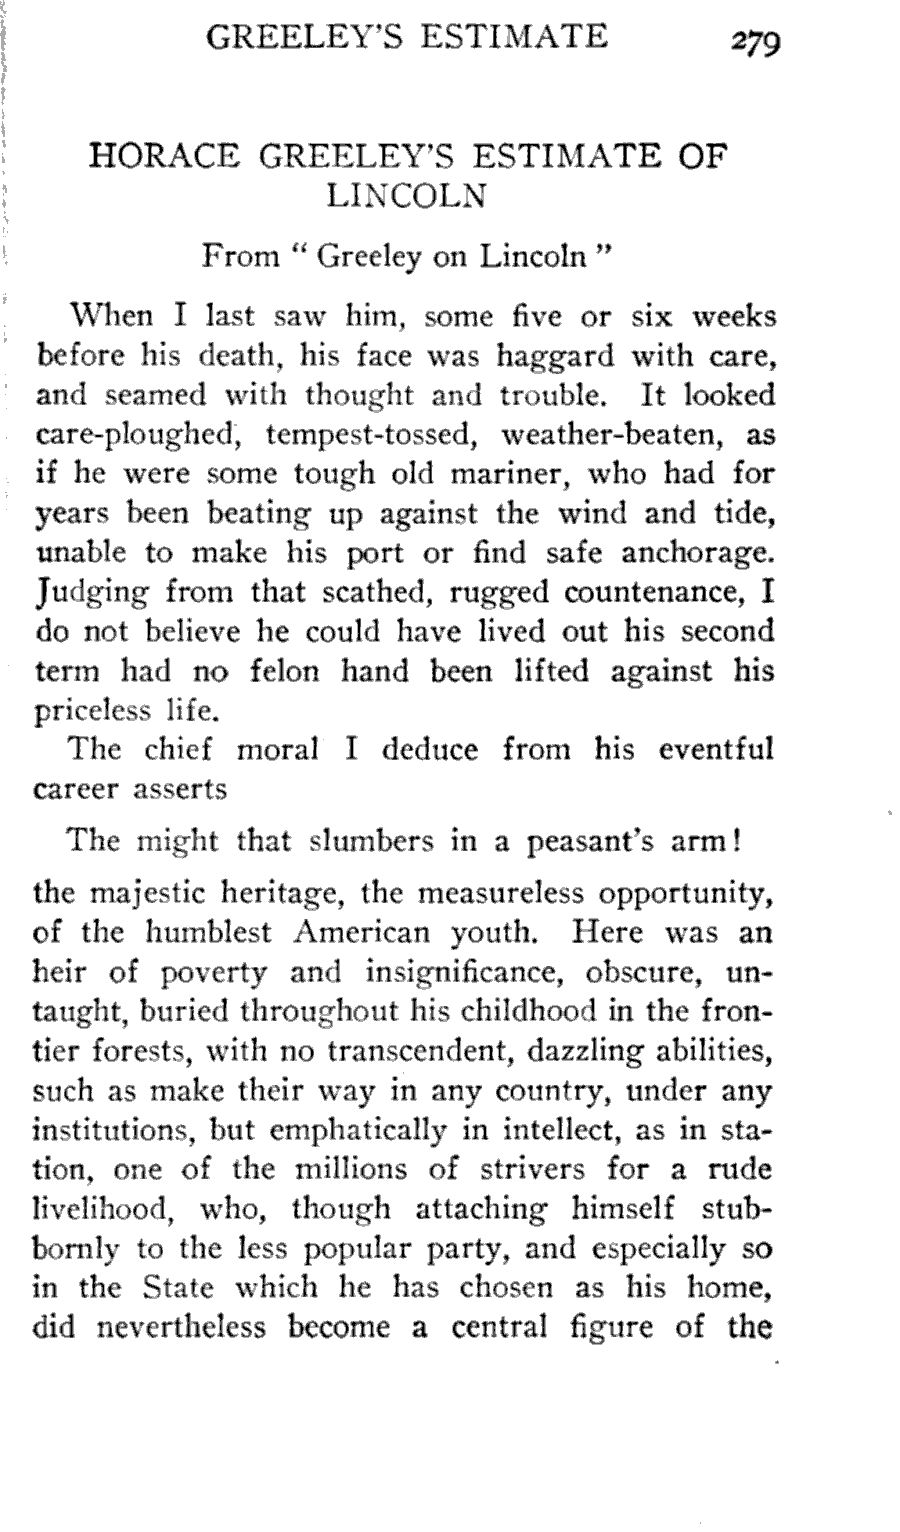 GREELEY'S ESTIMATE 279
HORACE GREELEY'S ESTIMATE OF
LINCOLN
From “ Greeley on Lincoln ”
When I last saw him, some five or six weeks
before his death, his face was haggard with care,
and seamed with thought and trouble. It looked
care-ploughed, tempest-tossed, weather-beaten, as
if he were some tough old mariner, who had for
years been beating up against the wind and tide,
unable to make his port or find safe anchorage.
Judging from that scathed, rugged countenance, I
do not believe he could have lived out his second
term had no felon hand been lifted against his
priceless life.
The chief moral I deduce from his eventful
career asserts
The might that slumbers in a peasant's arm!
the majestic heritage, the measureless opportunity,
of the humblest American youth. Here was an
heir of poverty and insignificance, obscure, un-
taught, buried throughout his childhood in the fron-
tier forests, with no transcendent, dazzling abilities,
such as make their way in any country, under any
institutions, but emphatically in intellect, as in sta-
tion, one of the millions of strivers for a rude
livelihood, who, though attaching himself stub-
bornly to the less popular party, and especially so
in the State which he has chosen as his home,
did nevertheless become a central figure of the